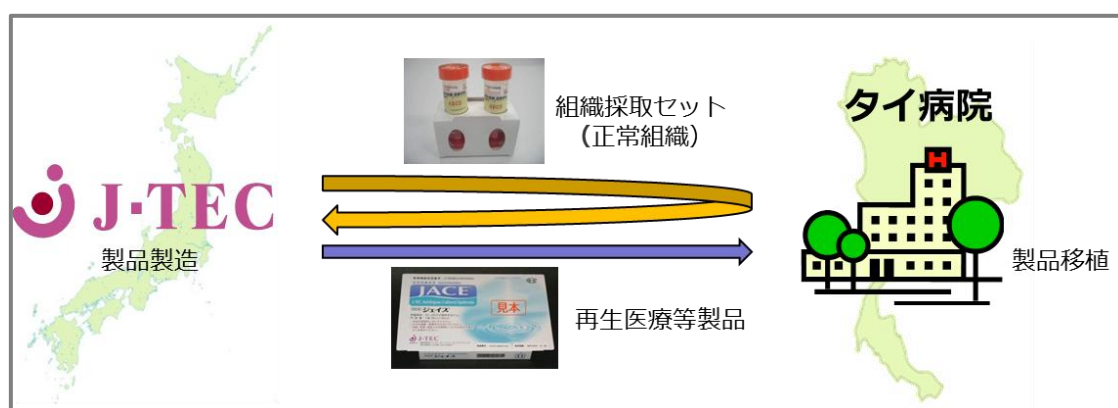 組織採取セット
（正常組織）
タイ病院
H
J-TEC
製品製造
製品移植
JACE
ジェイス
見本
J-TEC
再生医療等製品